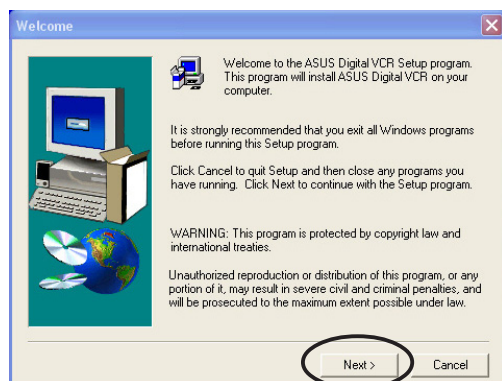 Welcome
Welcome to the ASUS Digital VCR Setup program.
This program will install ASUS Digital VCR on your
computer.
It is strongly recommended that you exit all Windows programs
before running this Setup program.
Click Cancel to quit Setup and then close any programs you
have running. Click Next to continue with the Setup program.
WARNING: This program is protected by copyright law and
international treaties.
Unauthorized reproduction or distribution of this program, or any
portion of it, may result in severe civil and criminal penalties, and
will be prosecuted to the maximum extent possible under law.
Next >
Cancel